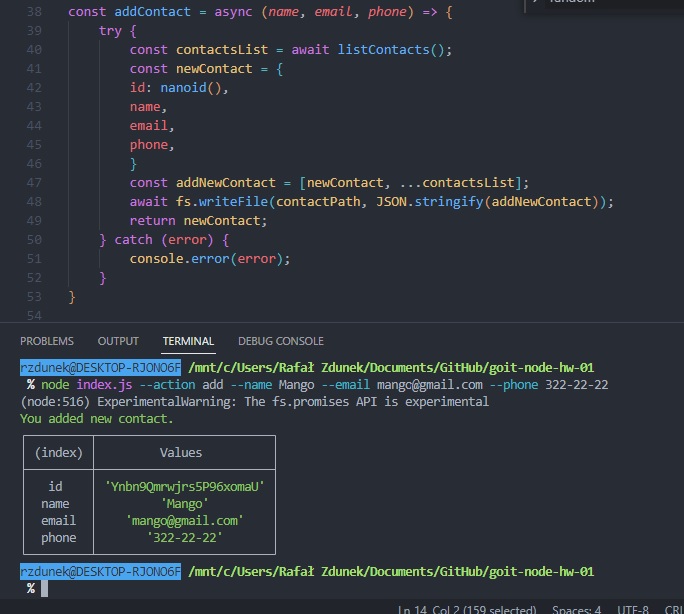 random
38 const addContact = async (name, email, phone) => {
39 try {
40 const contactsList = await listContacts();
41 const newContact = {
42 id: nanoid(),
43 name,
44 email,
45 phone,
46 }
47 const addNewContact = [newContact, ...contactsList];
48 await fs.writeFile(contactPath, JSON.stringify(addNewContact));
49 return newContact;
50 } catch (error) {
51 console.error(error);
52 }
53 }
54
PROBLEMS OUTPUT TERMINAL DEBUG CONSOLE
rzdunek@DESKTOP-RJONO6F /mnt/c/Users/Rafał Zdunek/Documents/GitHub/goit-node-hw-01
% node index.js --action add --name Mango --email mango@gmail.com --phone 322-22-22
(node:516) ExperimentalWarning: The fs.promises API is experimental
You added new contact.
(index) Values
id 'Ynbn9Qmrwjrs5P96xomaU'
name 'Mango'
email 'mango@gmail.com'
phone '322-22-22'
rzdunek@DESKTOP-RJONO6F /mnt/c/Users/Rafał Zdunek/Documents/GitHub/goit-node-hw-01
%
Ln 14, Col 2 (159 selected) Spaces: 4 UTF-8 CRL